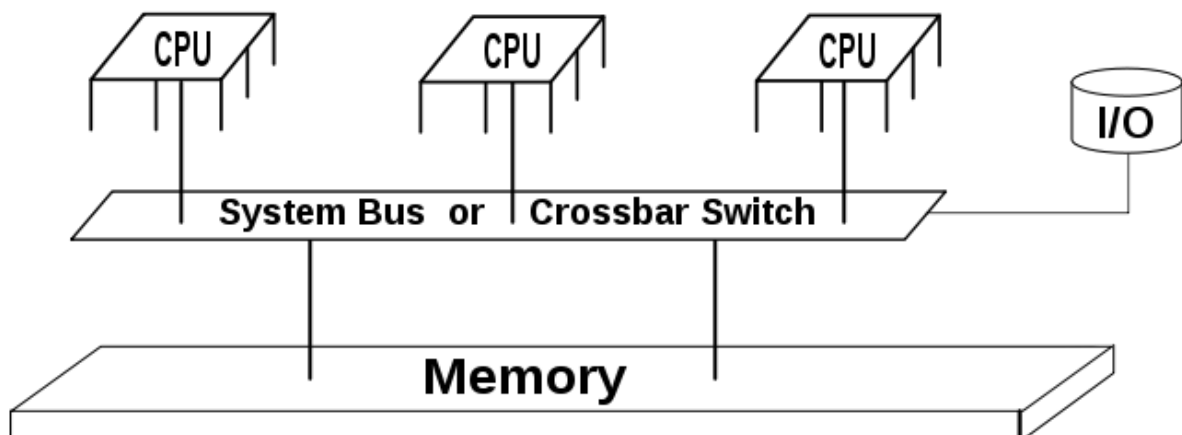 CPU
CPU
CPU
I/O
System Bus or Crossbar Switch
Memory